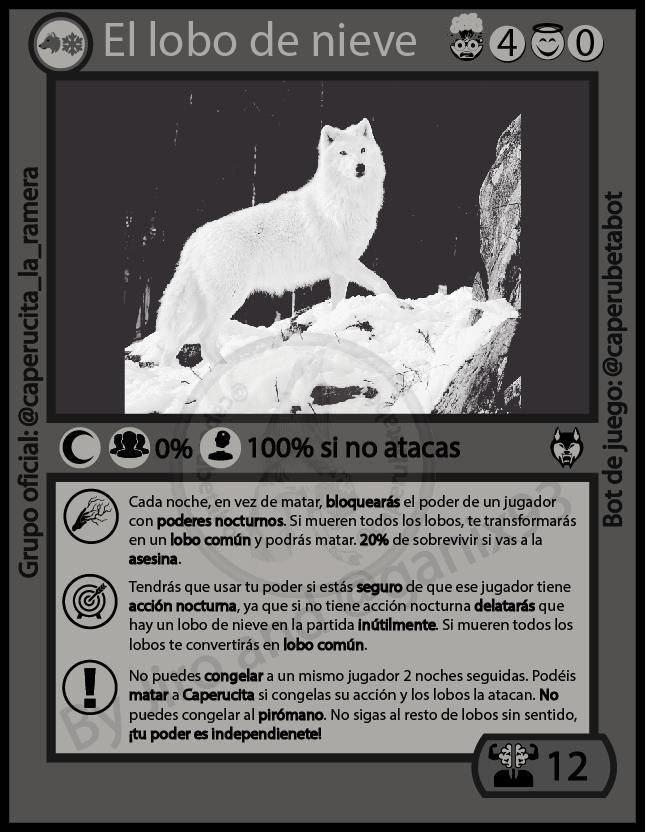 El lobo de nieve
4
0
Grupo oficial: @caperucita_la_ramera
Bot de juego: @caperubetabot
0%
100% si no atacas
Cada noche, en vez de matar, bloquearás el poder de un jugador
con poderes nocturnos. Si mueren todos los lobos, te transformarás
en un lobo común y podrás matar. 20% de sobrevivir si vas a la
asesina.
Tendrás que usar tu poder si estás seguro de que ese jugador tiene
acción nocturna, ya que si no tiene acción nocturna delatarás que
hay un lobo de nieve en la partida inútilmente. Si mueren todos los
lobos te convertirás en lobo común.
No puedes congelar a un mismo jugador 2 noches seguidas. Podéis
matar a Caperucita si congelas su acción y los lobos la atacan. No
puedes congelar al pirómano. No sigas al resto de lobos sin sentido,
¡tu poder es independienete!
12